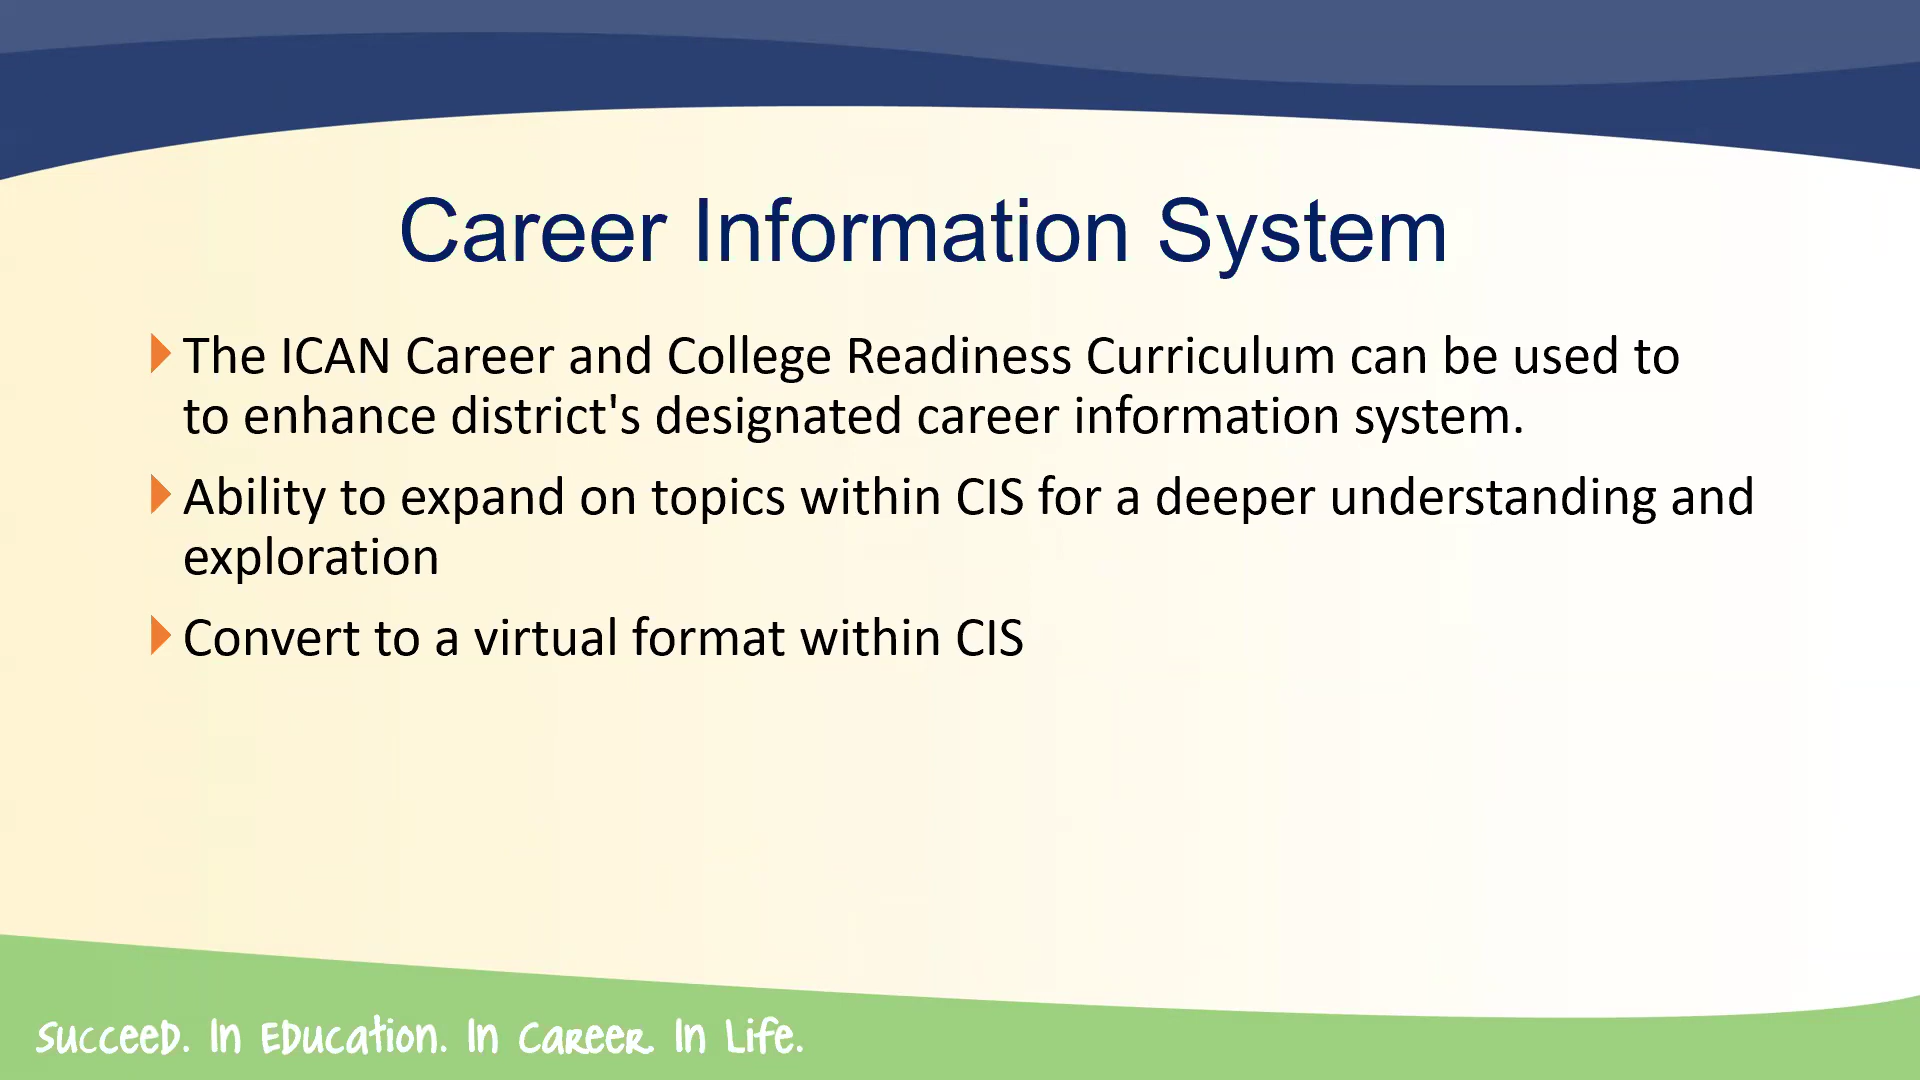 Career Information System
The ICAN Career and College Readiness Curriculum can be used to
to enhance district's designated career information system.
Ability to expand on topics within CIS for a deeper understanding and
exploration
Convert to a virtual format within CIS
Succeed. In Education. In Career. In Life.